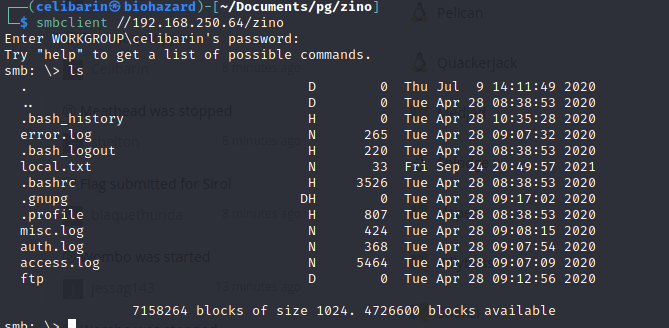 (celibarin㉿biohazard)-[~/Documents/pg/zino]
$ smbclient //192.168.250.64/zino
Enter WORKGROUP\celibarin's password:
Try "help" to get a list of possible commands.
smb: \> ls
. D 0 Thu Jul 9 14:11:49 2020
.. D 0 Tue Apr 28 08:38:53 2020
.bash_history H 0 Tue Apr 28 10:35:28 2020
error.log N 265 Tue Apr 28 09:07:32 2020
.bash_logout H 220 Tue Apr 28 08:38:53 2020
local.txt N 33 Fri Sep 24 20:49:57 2021
.bashrc H 3526 Tue Apr 28 08:38:53 2020
.gnupg DH 0 Tue Apr 28 09:17:02 2020
.profile H 807 Tue Apr 28 08:38:53 2020
misc.log N 424 Tue Apr 28 09:08:15 2020
auth.log N 368 Tue Apr 28 09:07:54 2020
access.log N 5464 Tue Apr 28 09:07:09 2020
ftp D 0 Tue Apr 28 09:12:56 2020
7158264 blocks of size 1024. 4726600 blocks available
smb: \>
Pelican
Quackerjack
Meathead was stopped
Flag submitted for Sirol
Nombo was started